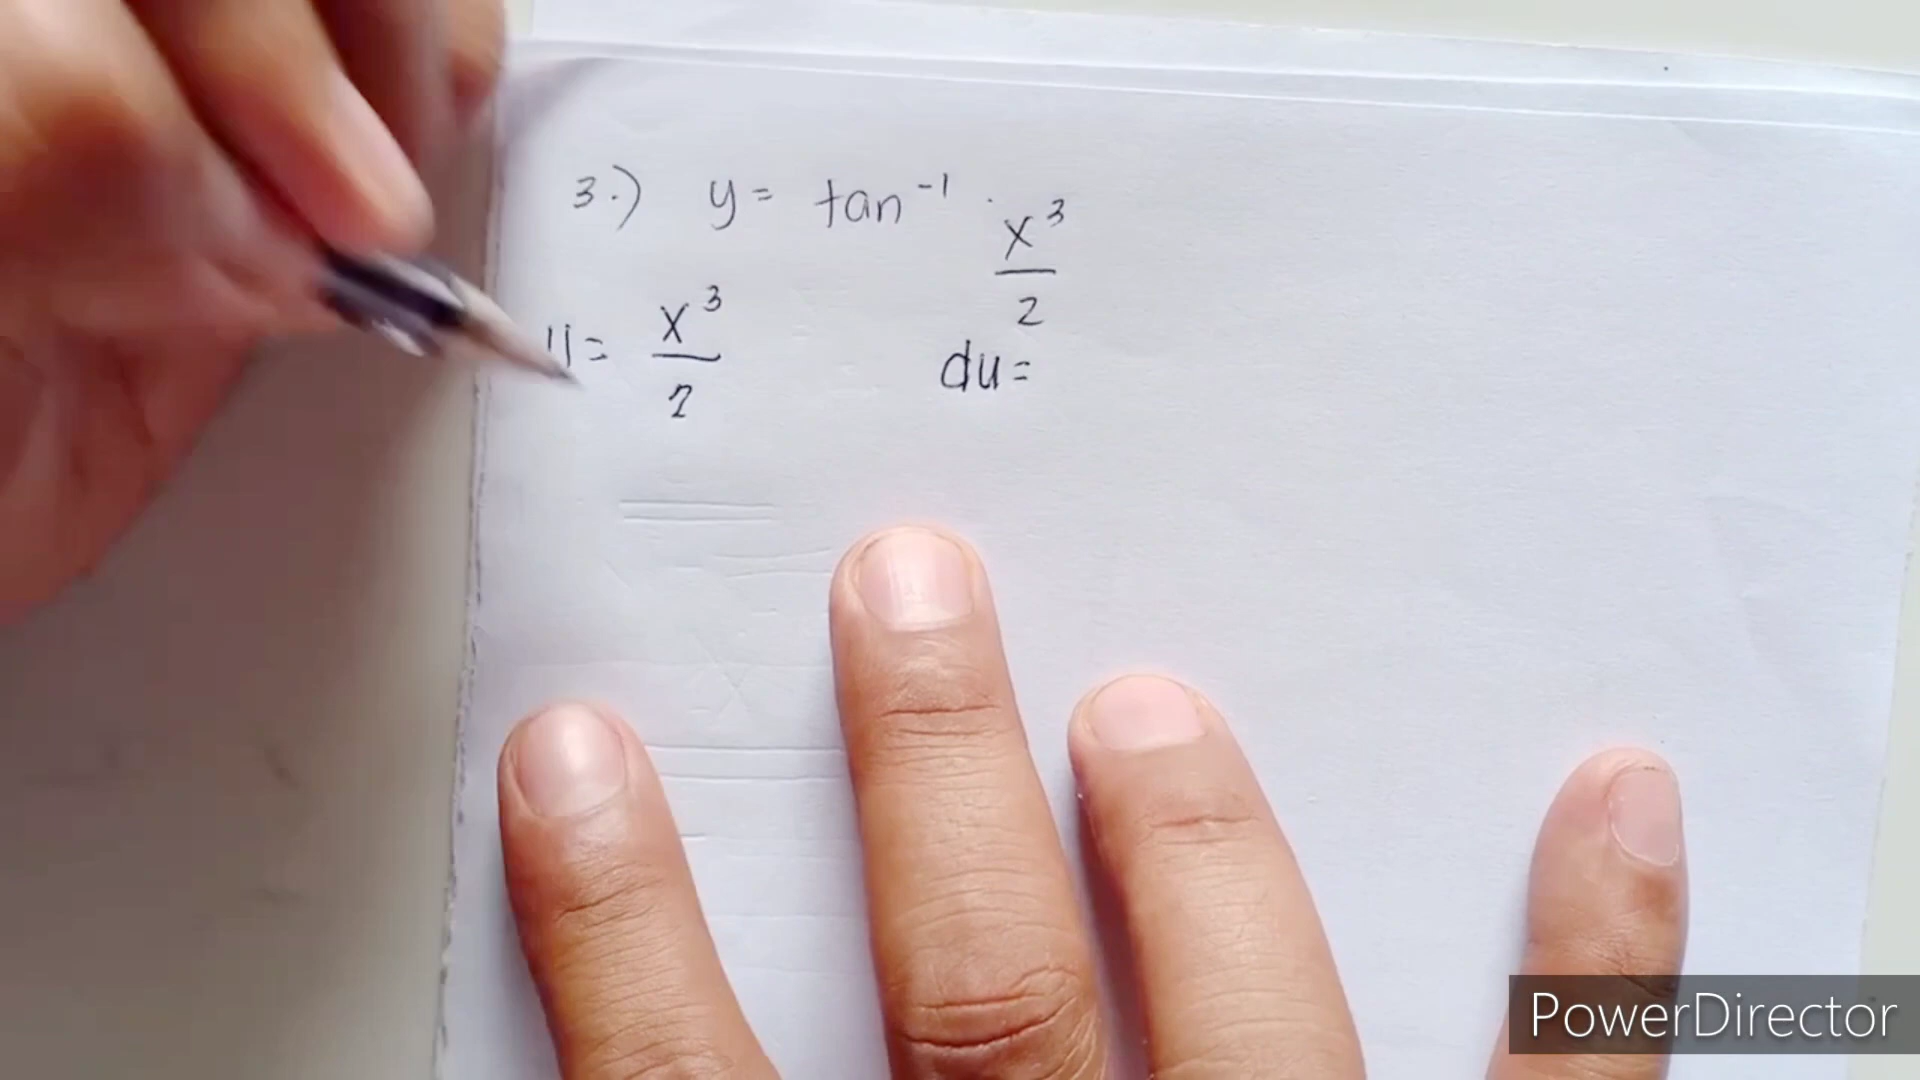 3.) y = tan⁻¹ x³/2
u = x³/2 du =
PowerDirector